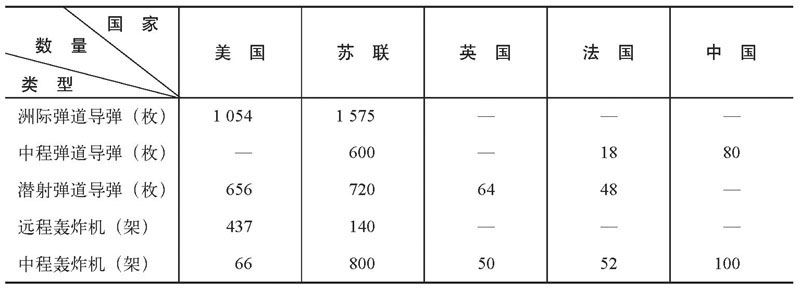 国 家
数 量
类 型
美 国 苏 联 英 国 法 国 中 国
洲际弹道导弹（枚） 1 054 1 575 — — —
中程弹道导弹（枚） — 600 — 18 80
潜射弹道导弹（枚） 656 720 64 48 —
远程轰炸机（架） 437 140 — — —
中程轰炸机（架） 66 800 50 52 100